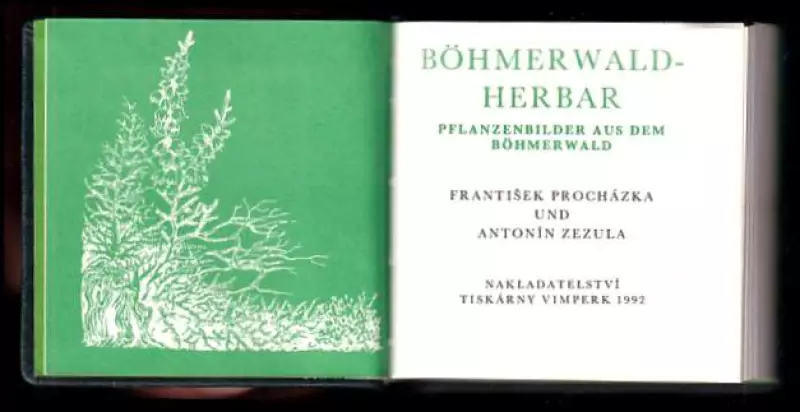 BÖHMERWALD-
HERBAR
PFLANZENBILDER AUS DEM
BÖHMERWALD
FRANTIŠEK PROCHÁZKA
UND
ANTONÍN ZEZULA
NAKLADATELSTVÍ
TISKÁRNY VIMPERK 1992